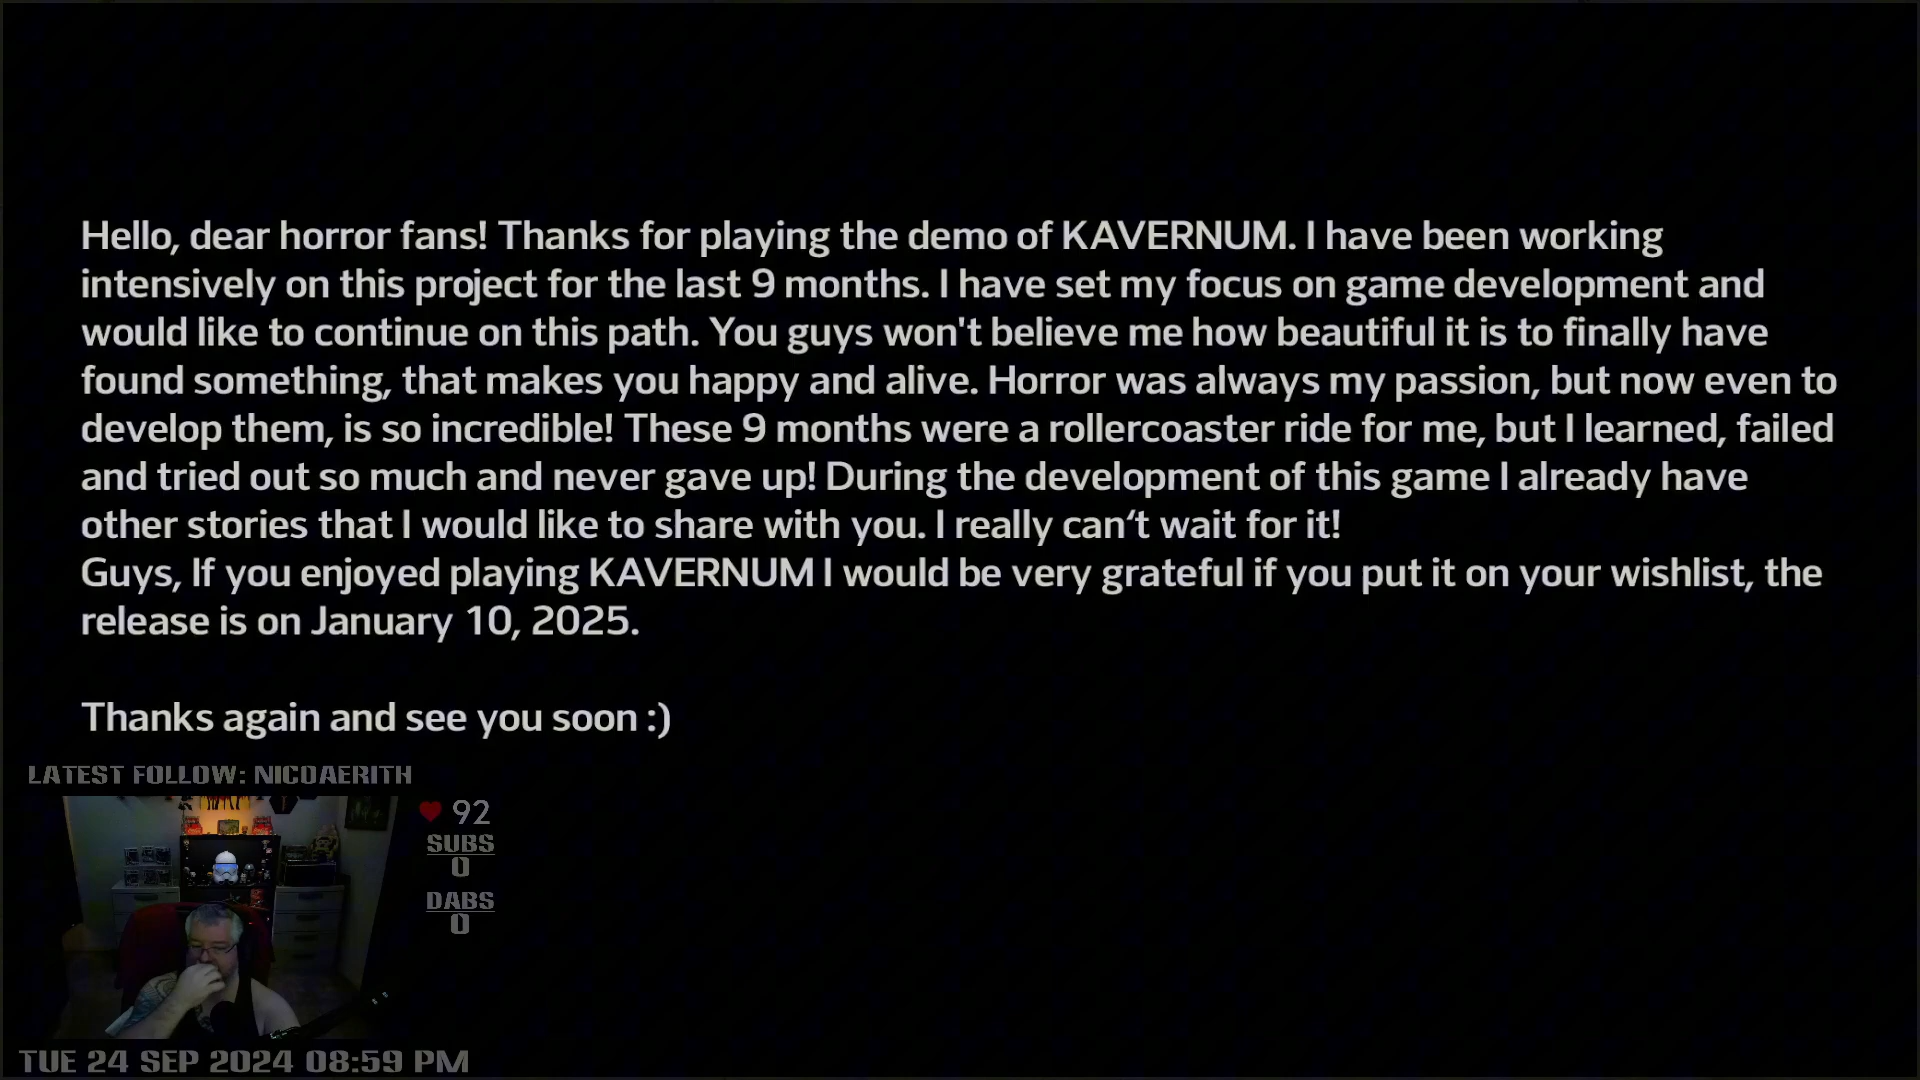 Hello, dear horror fans! Thanks for playing the demo of KAVERNUM. I have been working
intensively on this project for the last 9 months. I have set my focus on game development and
would like to continue on this path. You guys won't believe me how beautiful it is to finally have
found something, that makes you happy and alive. Horror was always my passion, but now even to
develop them, is so incredible! These 9 months were a rollercoaster ride for me, but I learned, failed
and tried out so much and never gave up! During the development of this game I already have
other stories that I would like to share with you. I really can‘t wait for it!
Guys, If you enjoyed playing KAVERNUM I would be very grateful if you put it on your wishlist, the
release is on January 10, 2025.
Thanks again and see you soon :)
LATEST FOLLOW: NICOAERITH
92
SUBS
0
DABS
0
TUE 24 SEP 2024 08:59 PM